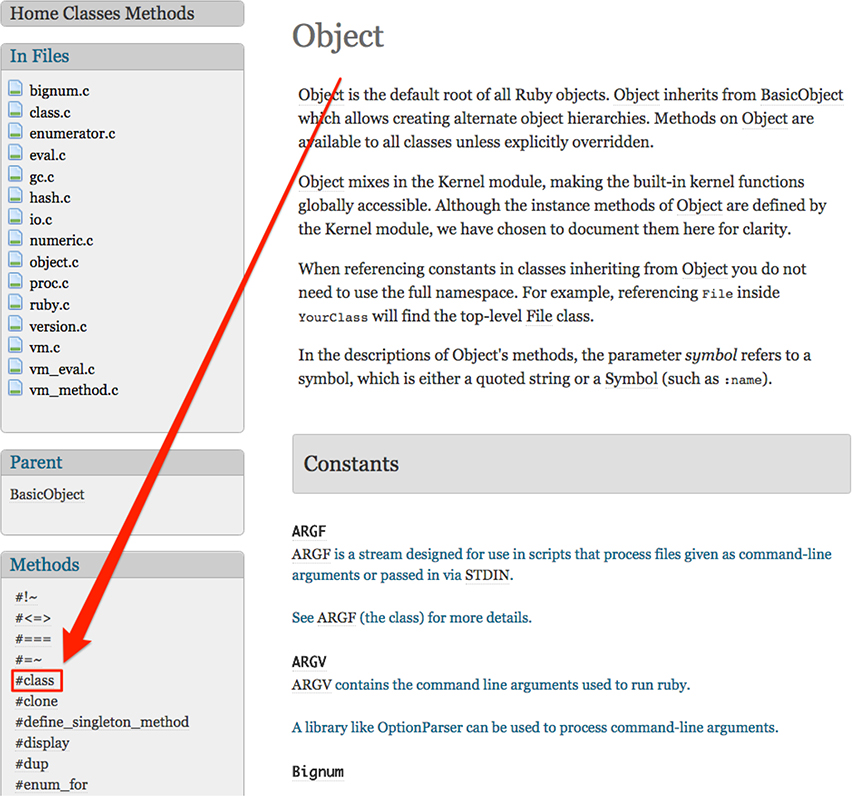 Home Classes Methods
In Files
bignum.c
class.c
enumerator.c
eval.c
gc.c
hash.c
io.c
numeric.c
object.c
proc.c
ruby.c
version.c
vm.c
vm_eval.c
vm_method.c
Parent
BasicObject
Methods
#!~
#<=>
#===
#=~
#class
#clone
#define_singleton_method
#display
#dup
#enum_for
Object
Object is the default root of all Ruby objects. Object inherits from BasicObject
which allows creating alternate object hierarchies. Methods on Object are
available to all classes unless explicitly overridden.
Object mixes in the Kernel module, making the built-in kernel functions
globally accessible. Although the instance methods of Object are defined by
the Kernel module, we have chosen to document them here for clarity.
When referencing constants in classes inheriting from Object you do not
need to use the full namespace. For example, referencing File inside
YourClass will find the top-level File class.
In the descriptions of Object's methods, the parameter symbol refers to a
symbol, which is either a quoted string or a Symbol (such as :name).
Constants
ARGF
ARGF is a stream designed for use in scripts that process files given as command-line
arguments or passed in via STDIN.
See ARGF (the class) for more details.
ARGV
ARGV contains the command line arguments used to run ruby.
A library like OptionParser can be used to process command-line arguments.
Bignum